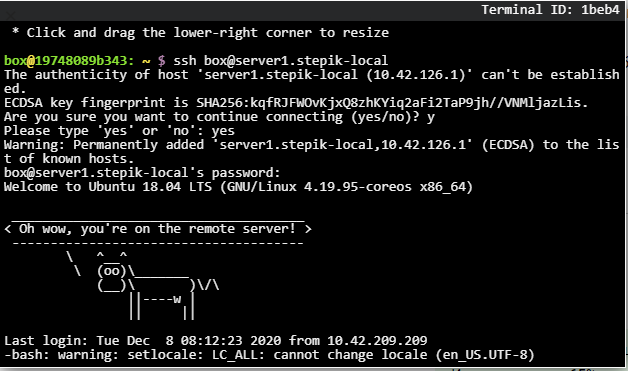 Terminal ID: 1beb4
* Click and drag the lower-right corner to resize
box@19748089b343: ~ $ ssh box@server1.stepik-local
The authenticity of host 'server1.stepik-local (10.42.126.1)' can't be establish
ed.
ECDSA key fingerprint is SHA256:kqfRJFWOvKjxQ8zhKYiq2aFi2TaP9jh//VNMljazLis.
Are you sure you want to continue connecting (yes/no)? y
Please type 'yes' or 'no': yes
Warning: Permanently added 'server1.stepik-local,10.42.126.1' (ECDSA) to the lis
t of known hosts.
box@server1.stepik-local's password:
Welcome to Ubuntu 18.04 LTS (GNU/Linux 4.19.95-coreos x86_64)
 _____________________________________
< Oh wow, you're on the remote server! >
 -------------------------------------
        \   ^__^
         \  (oo)\_______
            (__)\       )\/\
                ||----w |
                ||     ||
Last login: Tue Dec  8 08:12:23 2020 from 10.42.209.209
-bash: warning: setlocale: LC_ALL: cannot change locale (en_US.UTF-8)